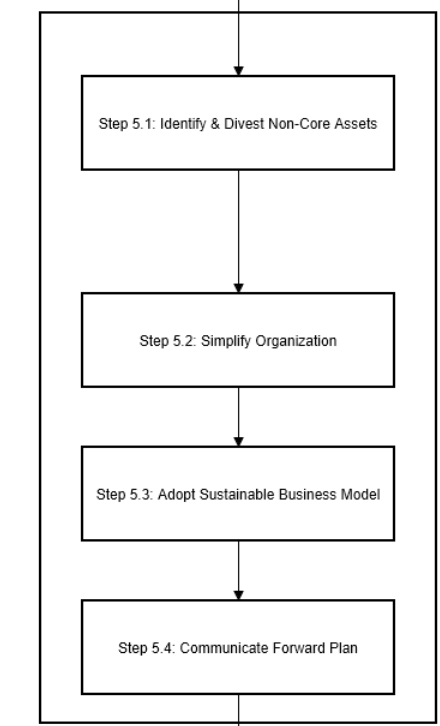 Step 5.1: Identify & Divest Non-Core Assets
Step 5.2: Simplify Organization
Step 5.3: Adopt Sustainable Business Model
Step 5.4: Communicate Forward Plan